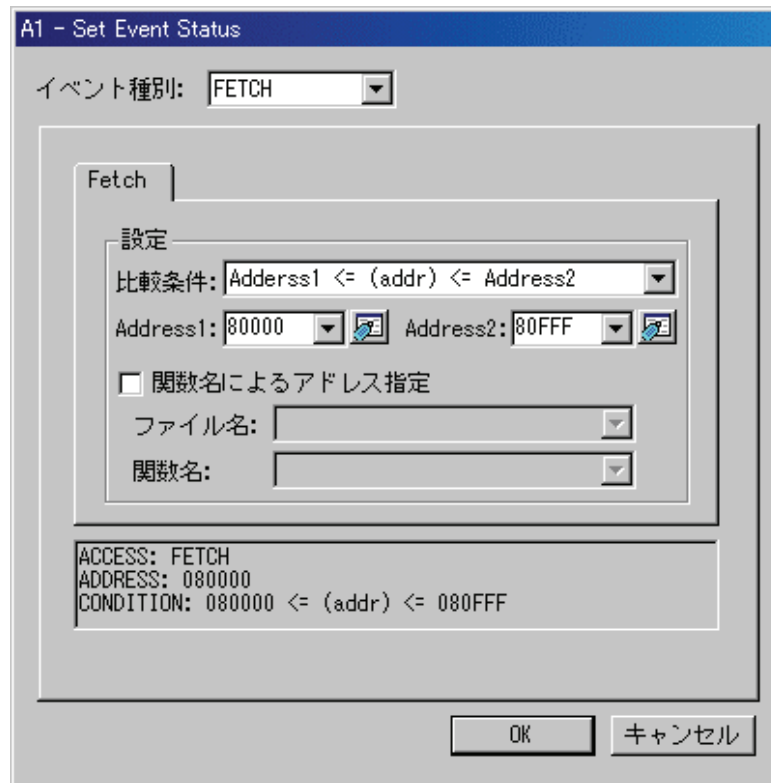 A1 - Set Event Status
イベント種別: FETCH
Fetch
設定
比較条件: Adderss1 <= (addr) <= Address2
Address1: 80000 Address2: 80FFF
関数名によるアドレス指定
ファイル名:
関数名:
ACCESS: FETCH
ADDRESS: 080000
CONDITION: 080000 <= (addr) <= 080FFF
OK キャンセル